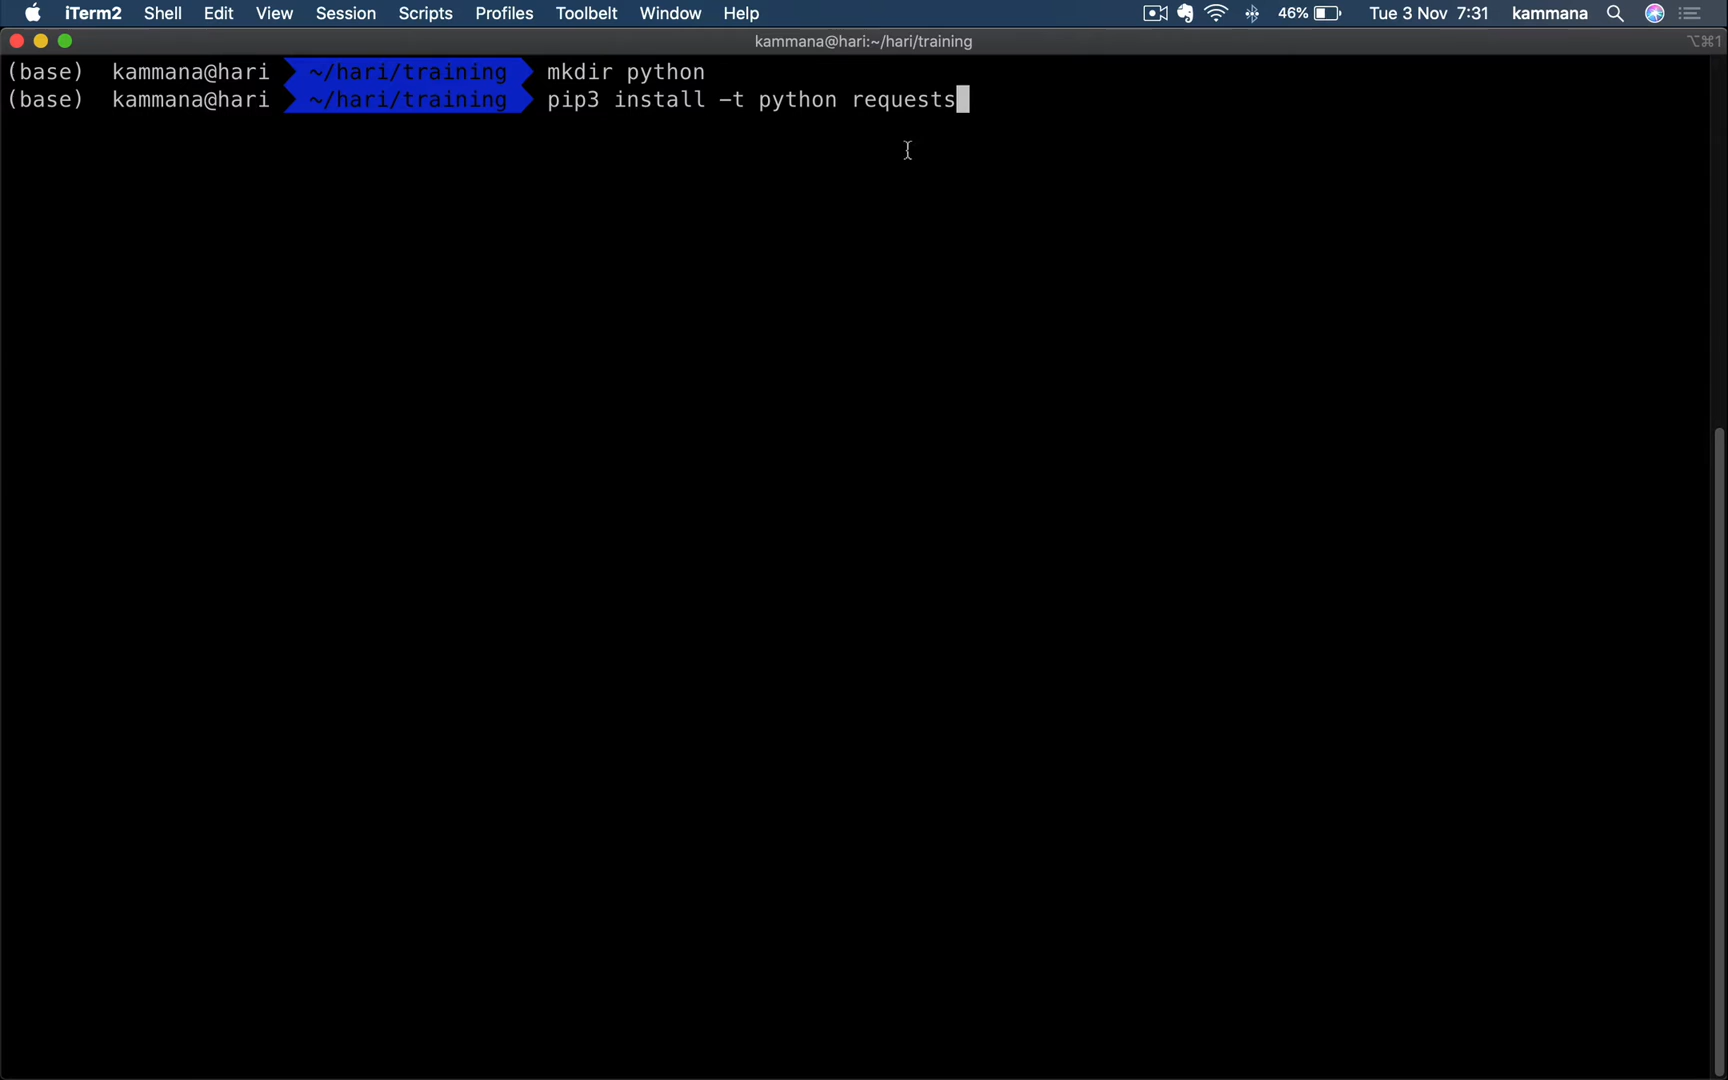 iTerm2 Shell Edit View Session Scripts Profiles Toolbelt Window Help 46% Tue 3 Nov 7:31 kammana
kammana@hari:~/hari/training ⌥⌘1
(base) kammana@hari ~/hari/training mkdir python
(base) kammana@hari ~/hari/training pip3 install -t python requests